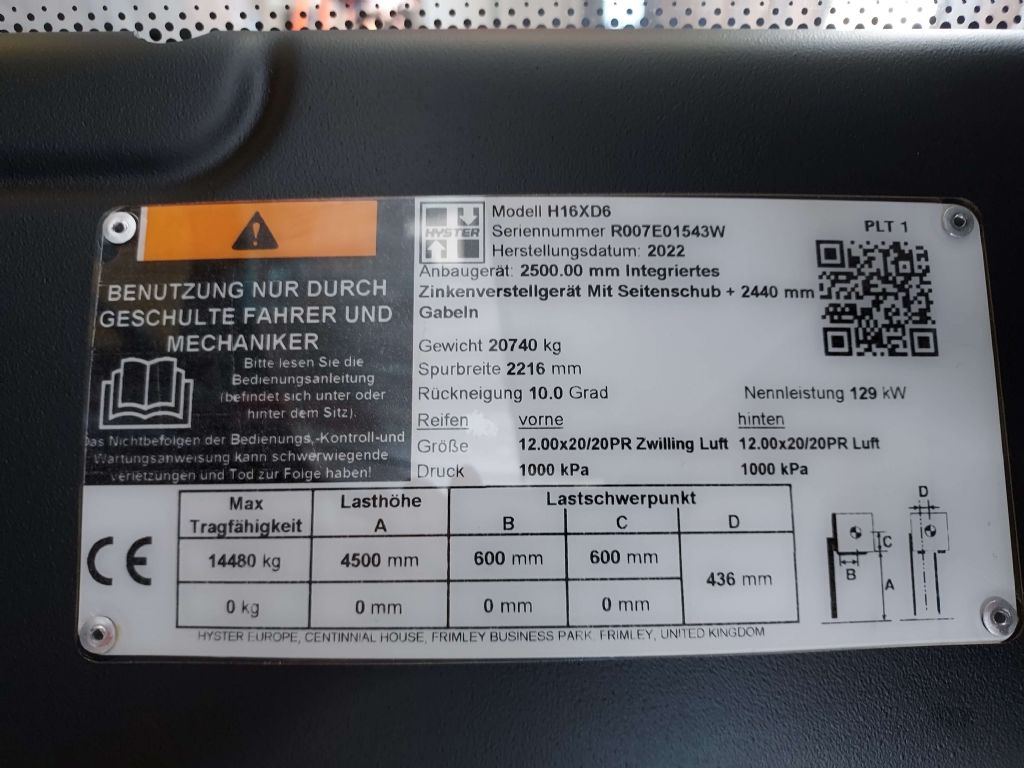 BENUTZUNG NUR DURCH
GESCHULTE FAHRER UND
MECHANIKER
Bitte lesen Sie die
Bedienungsanleitung
(befindet sich unter oder
hinter dem Sitz).
Das Nichtbefolgen der Bedienungs,-Kontroll-und
Wartungsanweisung kann schwerwiegende
verletzungen und Tod zur Folge haben!
HYSTER
Modell H16XD6
Seriennummer R007E01543W
Herstellungsdatum: 2022
PLT 1
Anbaugerät: 2500.00 mm Integriertes
Zinkenverstellgerät Mit Seitenschub + 2440 mm
Gabeln
Gewicht 20740 kg
Spurbreite 2216 mm
Rückneigung 10.0 Grad Nennleistung 129 kW
Reifen vorne hinten
Größe 12.00x20/20PR Zwilling Luft 12.00x20/20PR Luft
Druck 1000 kPa 1000 kPa
CE
Max Tragfähigkeit Lasthöhe A Lastschwerpunkt
B C D
14480 kg 4500 mm 600 mm 600 mm 436 mm
0 kg 0 mm 0 mm 0 mm
D
C
B
A
HYSTER EUROPE, CENTINNIAL HOUSE, FRIMLEY BUSINESS PARK, FRIMLEY, UNITED KINGDOM